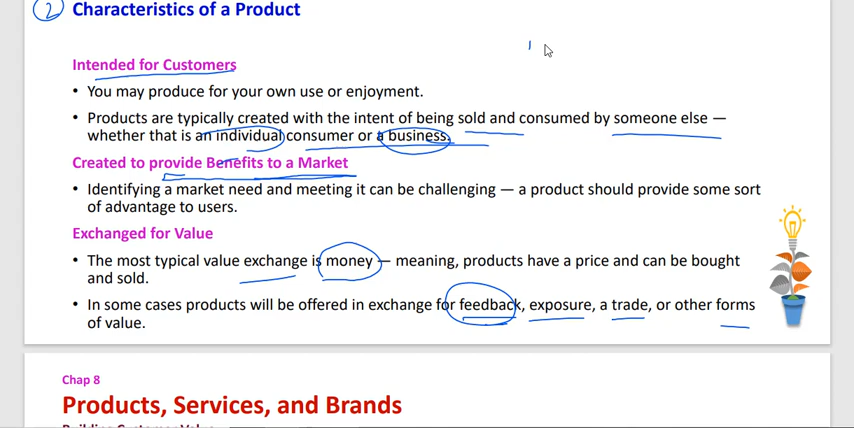 2 Characteristics of a Product
Intended for Customers
• You may produce for your own use or enjoyment.
• Products are typically created with the intent of being sold and consumed by someone else —
whether that is an individual consumer or a business.
Created to provide Benefits to a Market
• Identifying a market need and meeting it can be challenging — a product should provide some sort
of advantage to users.
Exchanged for Value
• The most typical value exchange is money — meaning, products have a price and can be bought
and sold.
• In some cases products will be offered in exchange for feedback, exposure, a trade, or other forms
of value.
Chap 8
Products, Services, and Brands
Building Customer Value